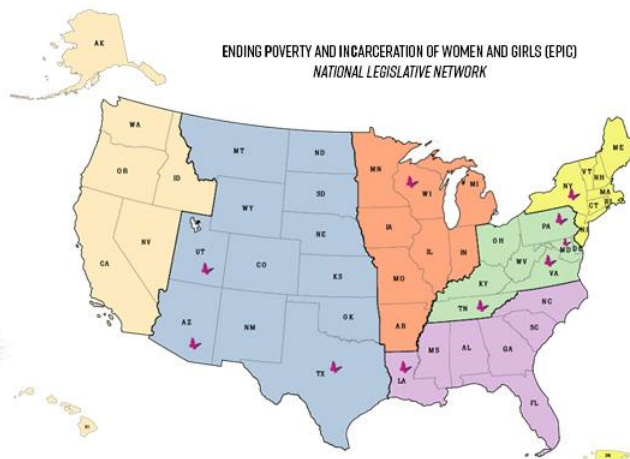 ENDING POVERTY AND INCARCERATION OF WOMEN AND GIRLS (EPIC)
NATIONAL LEGISLATIVE NETWORK
AK
WA
OR
ID
CA
NV
MT
ND
SD
WY
NE
UT
CO
KS
AZ
NM
OK
TX
MN
WI
MI
IA
IL
IN
MO
AR
ME
VT
NH
NY
MA
CT
RI
NJ
PA
OH
MD
DE
WV
VA
KY
TN
NC
SC
MS
AL
GA
LA
FL
HI
PR